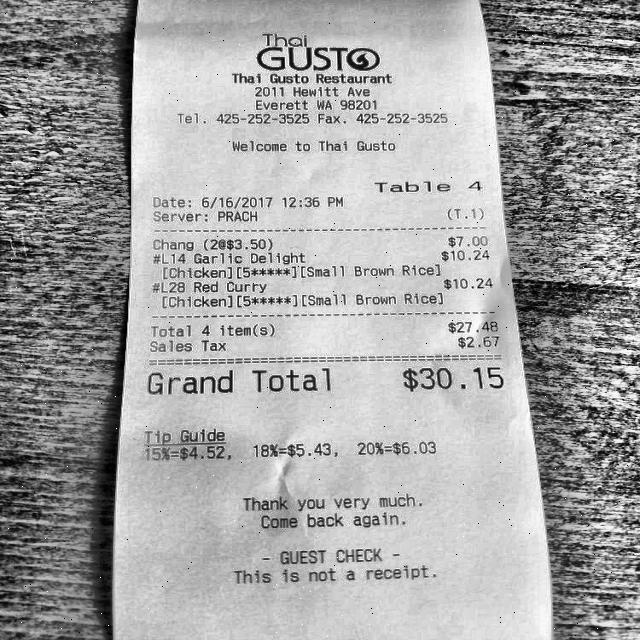 Thai
GUSTO
Thai Gusto Restaurant
2011 Hewitt Ave
Everett WA 98201
Tel. 425-252-3525 Fax. 425-252-3525
Welcome to Thai Gusto
Table 4
Date: 6/16/2017 12:36 PM
Server: PRACH (T.1)
Chang (2@$3.50) $7.00
#L14 Garlic Delight $10.24
[Chicken][5*****][Small Brown Rice]
#L28 Red Curry $10.24
[Chicken][5*****][Small Brown Rice]
Total 4 item(s) $27.48
Sales Tax $2.67
Grand Total $30.15
Tip Guide
15%=$4.52, 18%=$5.43, 20%=$6.03
Thank you very much.
Come back again.
- GUEST CHECK -
This is not a receipt.